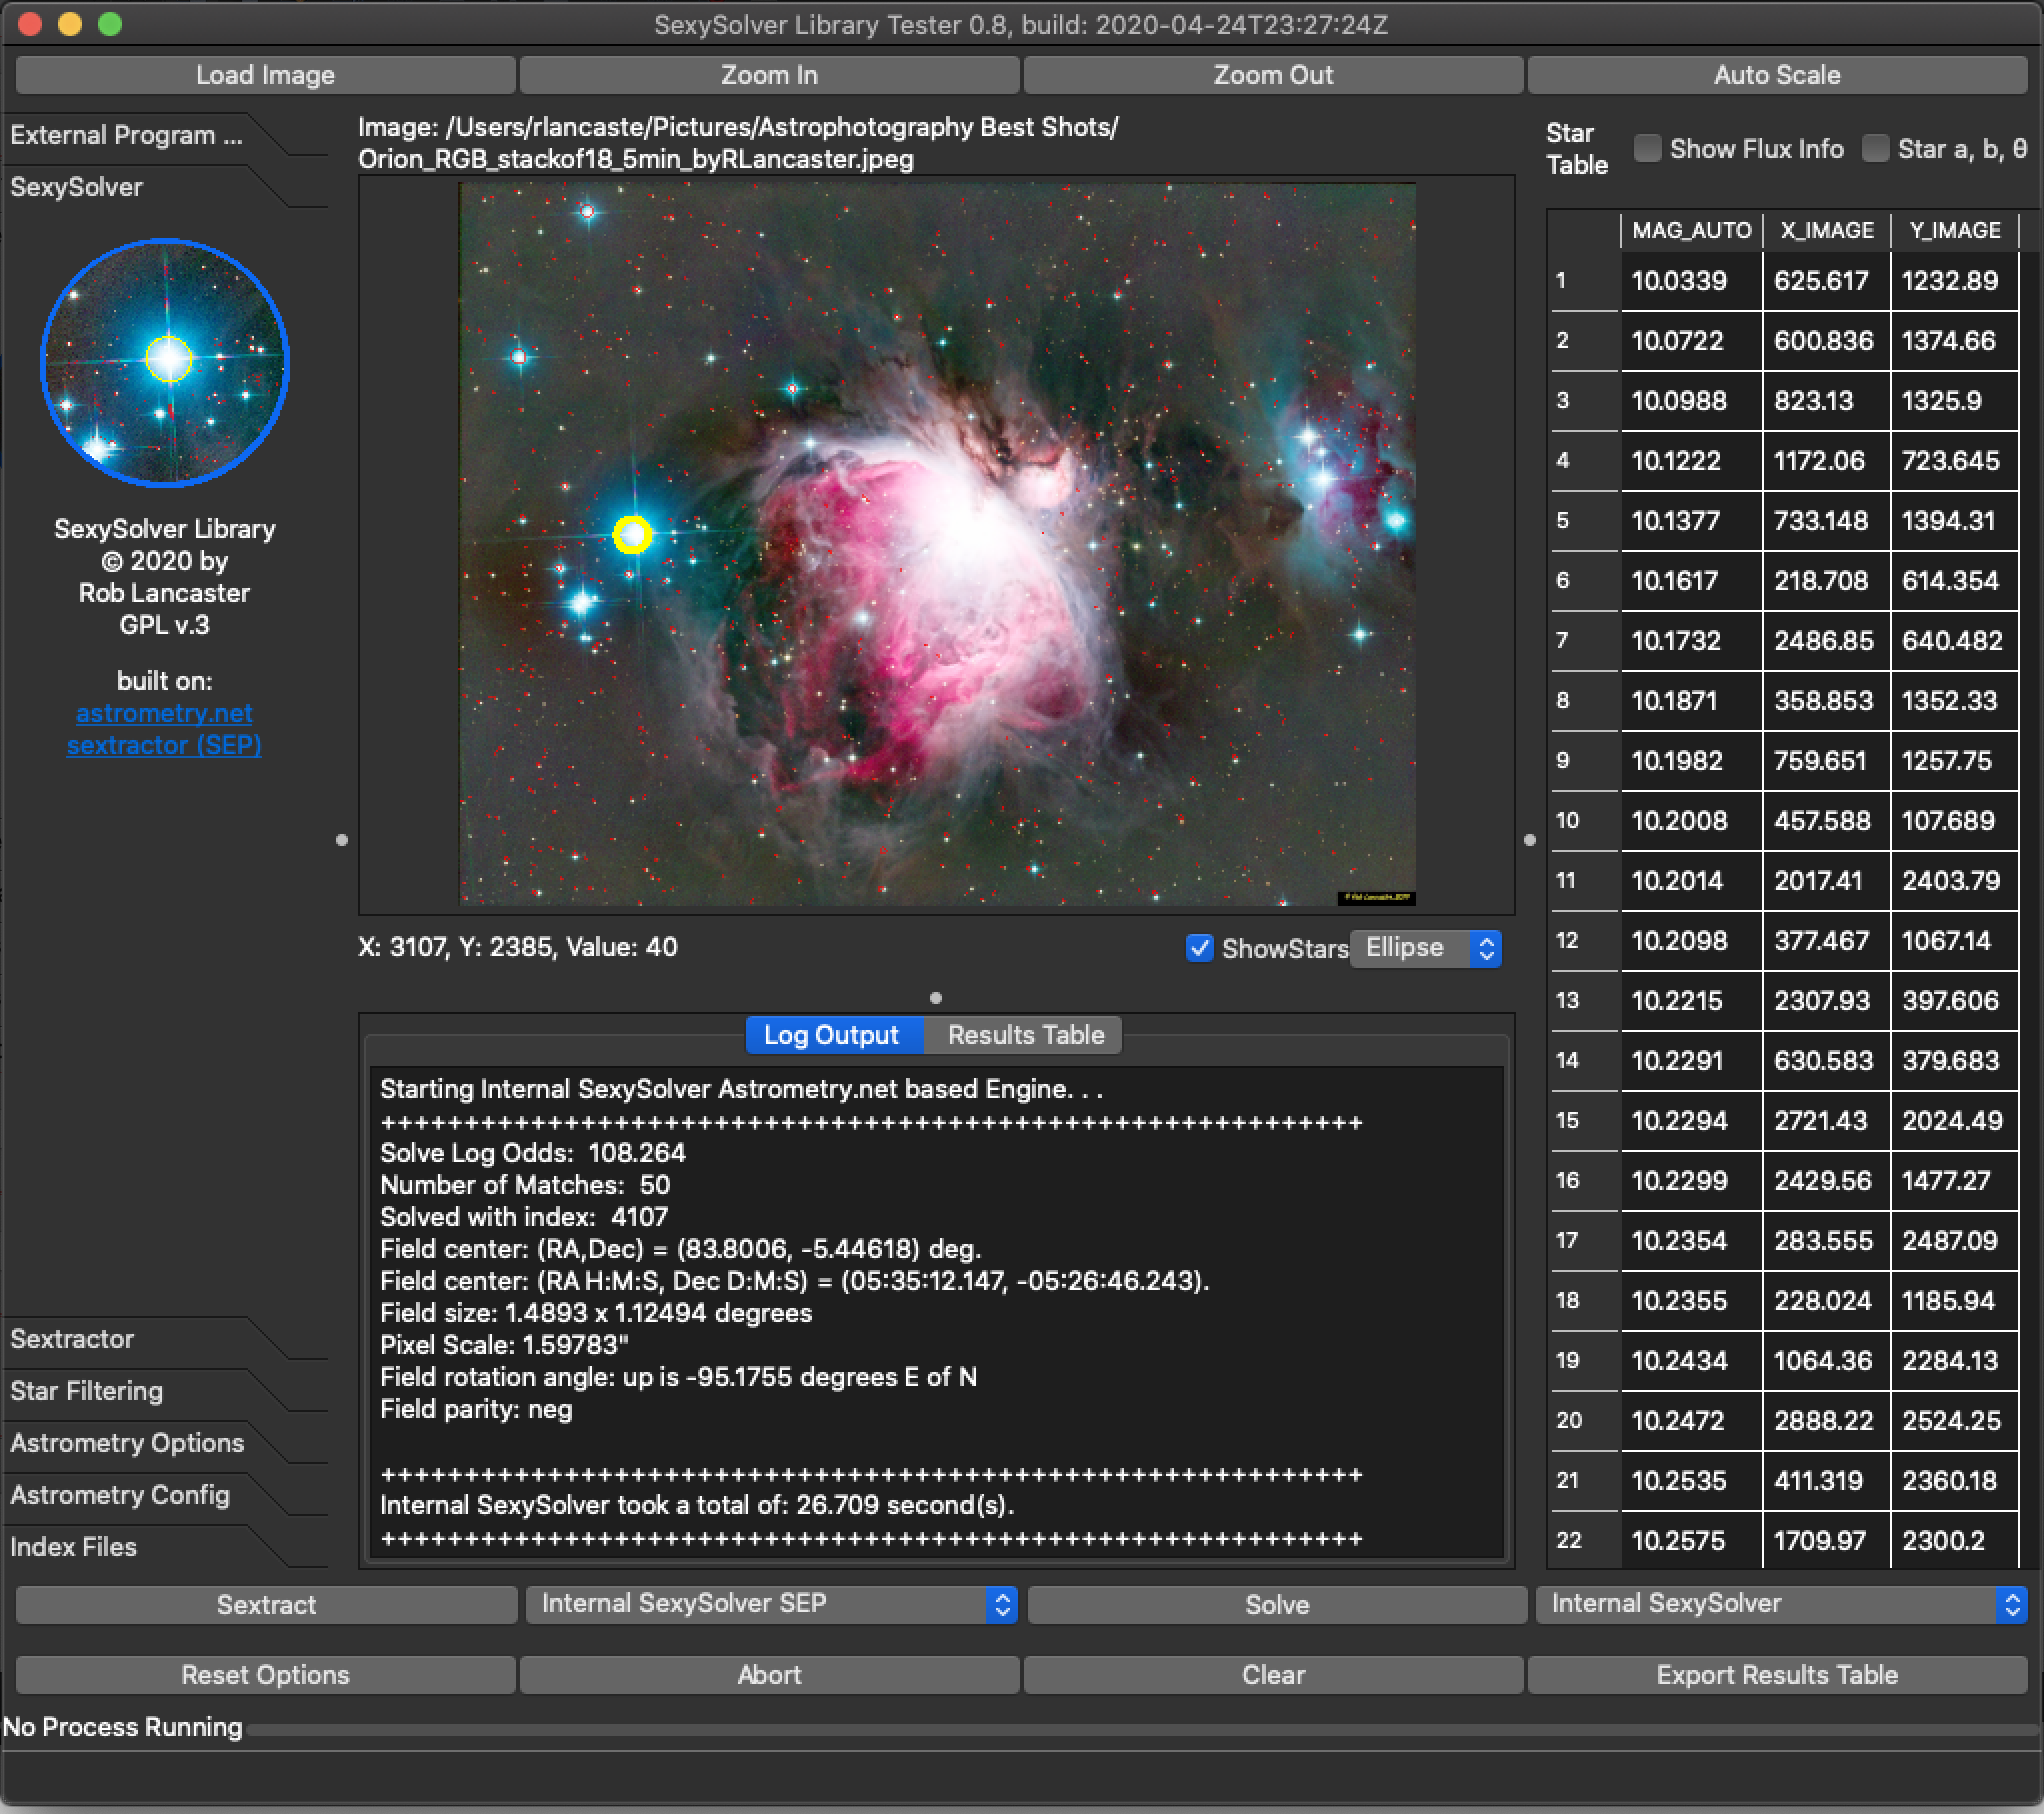 SexySolver Library Tester 0.8, build: 2020-04-24T23:27:24Z
Load Image
Zoom In
Zoom Out
Auto Scale
External Program ...
SexySolver
SexySolver Library
© 2020 by
Rob Lancaster
GPL v.3
built on:
astrometry.net
sextractor (SEP)
Sextractor
Star Filtering
Astrometry Options
Astrometry Config
Index Files
Image: /Users/rlancaste/Pictures/Astrophotography Best Shots/
Orion_RGB_stackof18_5min_byRLancaster.jpeg
X: 3107, Y: 2385, Value: 40
ShowStars
Ellipse
Log Output
Results Table
Starting Internal SexySolver Astrometry.net based Engine. . .
++++++++++++++++++++++++++++++++++++++++++++++++++++++++++++
Solve Log Odds:  108.264
Number of Matches:  50
Solved with index:  4107
Field center: (RA,Dec) = (83.8006, -5.44618) deg.
Field center: (RA H:M:S, Dec D:M:S) = (05:35:12.147, -05:26:46.243).
Field size: 1.4893 x 1.12494 degrees
Pixel Scale: 1.59783"
Field rotation angle: up is -95.1755 degrees E of N
Field parity: neg
++++++++++++++++++++++++++++++++++++++++++++++++++++++++++++
Internal SexySolver took a total of: 26.709 second(s).
++++++++++++++++++++++++++++++++++++++++++++++++++++++++++++
Star
Table
Show Flux Info
Star a, b, θ
MAG_AUTO X_IMAGE Y_IMAGE
1 10.0339 625.617 1232.89
2 10.0722 600.836 1374.66
3 10.0988 823.13 1325.9
4 10.1222 1172.06 723.645
5 10.1377 733.148 1394.31
6 10.1617 218.708 614.354
7 10.1732 2486.85 640.482
8 10.1871 358.853 1352.33
9 10.1982 759.651 1257.75
10 10.2008 457.588 107.689
11 10.2014 2017.41 2403.79
12 10.2098 377.467 1067.14
13 10.2215 2307.93 397.606
14 10.2291 630.583 379.683
15 10.2294 2721.43 2024.49
16 10.2299 2429.56 1477.27
17 10.2354 283.555 2487.09
18 10.2355 228.024 1185.94
19 10.2434 1064.36 2284.13
20 10.2472 2888.22 2524.25
21 10.2535 411.319 2360.18
22 10.2575 1709.97 2300.2
Sextract
Internal SexySolver SEP
Solve
Internal SexySolver
Reset Options
Abort
Clear
Export Results Table
No Process Running